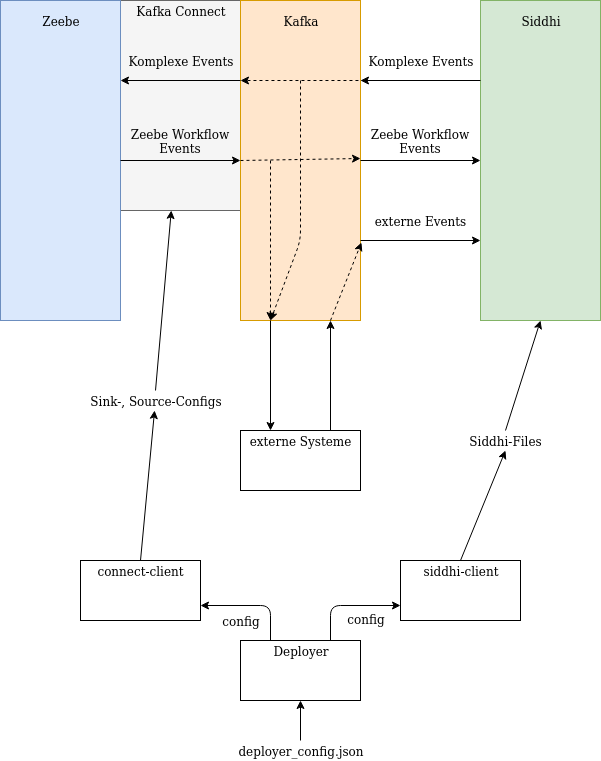 Zeebe
Kafka Connect
Kafka
Siddhi
Komplexe Events
Komplexe Events
Zeebe Workflow
Events
Zeebe Workflow
Events
externe Events
Sink-, Source-Configs
externe Systeme
Siddhi-Files
connect-client
siddhi-client
config
config
Deployer
deployer_config.json